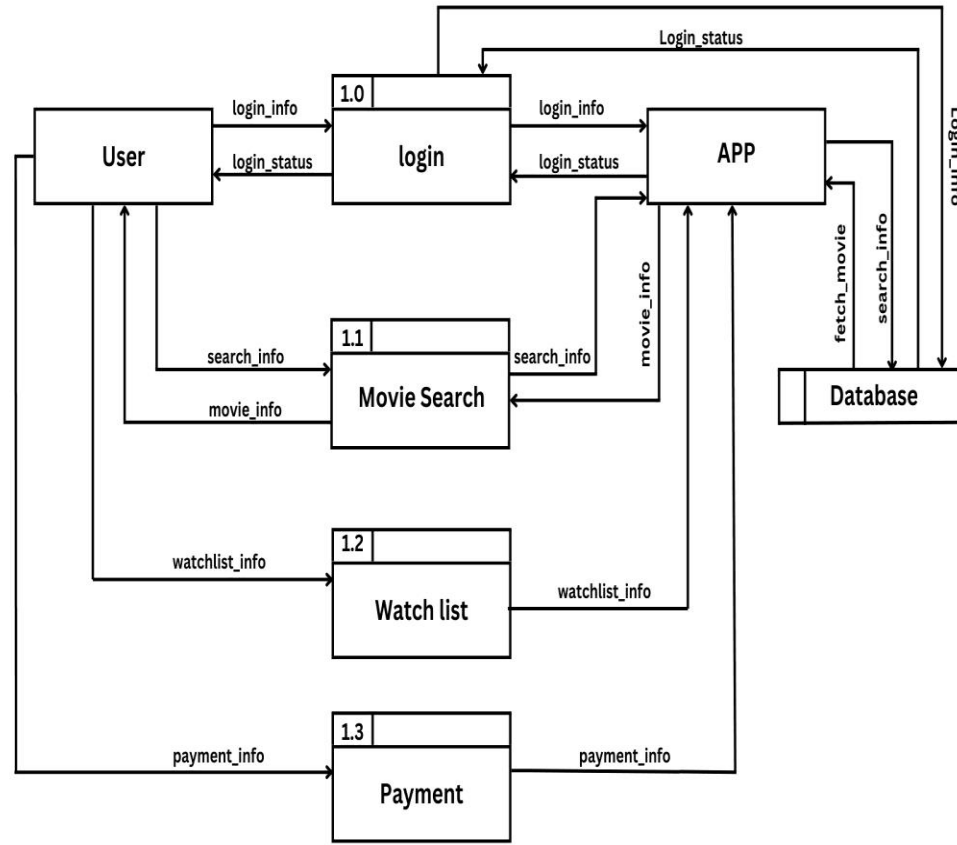 Login_status
1.0
login_info
login_info
Login_info
User
login
APP
login_status
login_status
fetch_movie
search_info
movie_info
1.1
search_info
search_info
Movie Search
Database
movie_info
1.2
watchlist_info
watchlist_info
Watch list
1.3
payment_info
payment_info
Payment